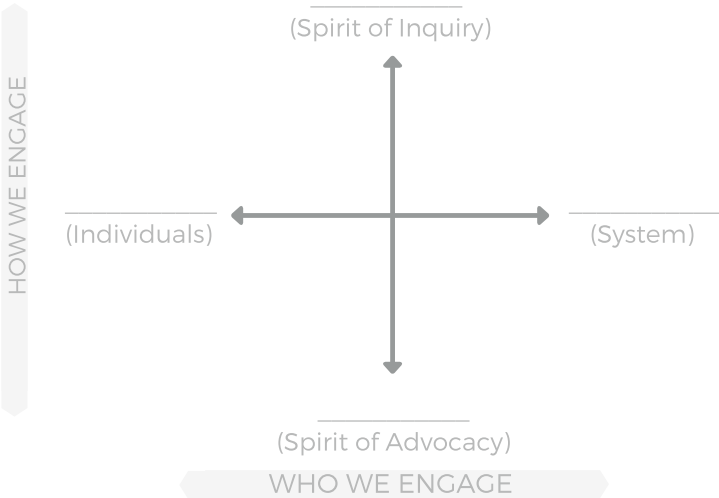 (Spirit of Inquiry)
HOW WE ENGAGE
(Individuals)
(System)
(Spirit of Advocacy)
WHO WE ENGAGE